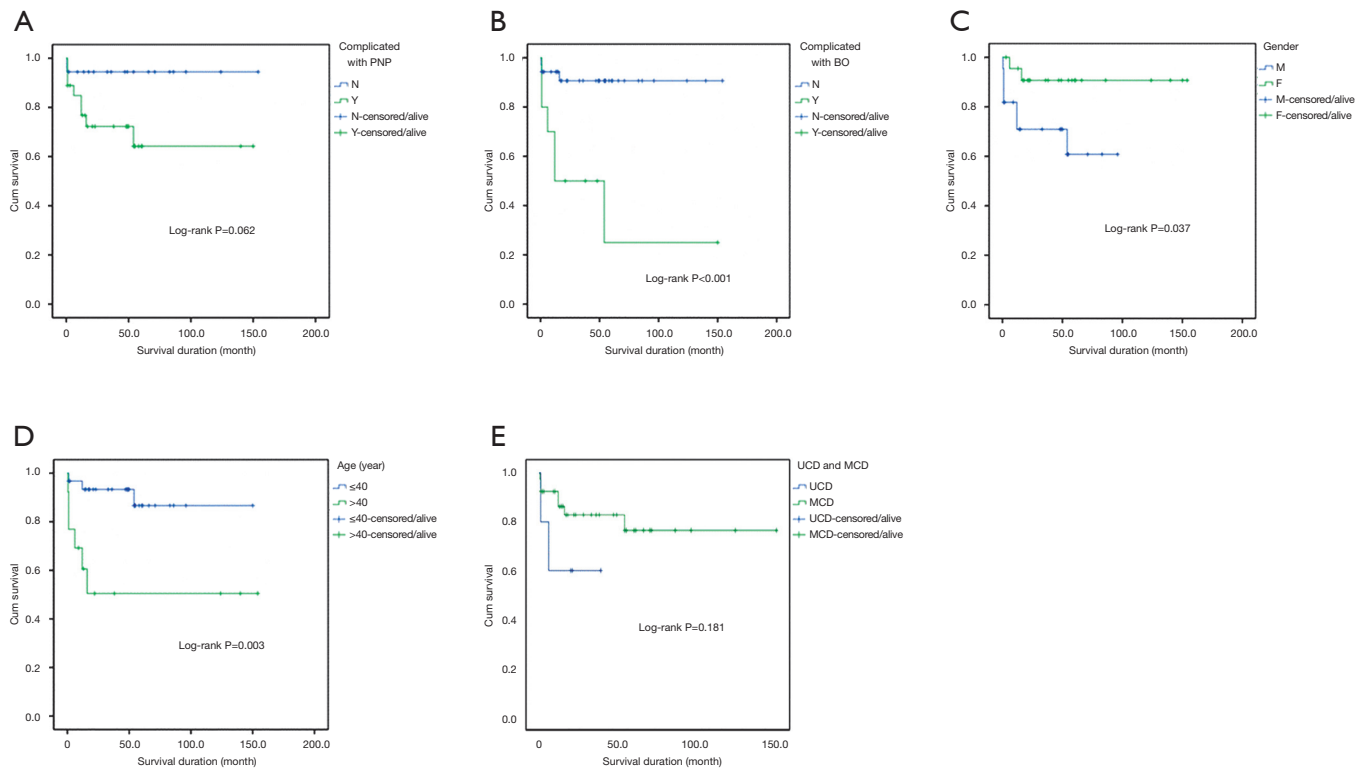 A
Complicated
with PNP
N
Y
N-censored/alive
Y-censored/alive
1.0
0.8
0.6
0.4
0.2
0.0
Cum survival
Log-rank P=0.062
0 50.0 100.0 150.0 200.0
Survival duration (month)
B
Complicated
with BO
N
Y
N-censored/alive
Y-censored/alive
1.0
0.8
0.6
0.4
0.2
0.0
Cum survival
Log-rank P<0.001
0 50.0 100.0 150.0 200.0
Survival duration (month)
C
Gender
M
F
M-censored/alive
F-censored/alive
1.0
0.8
0.6
0.4
0.2
0.0
Cum survival
Log-rank P=0.037
0 50.0 100.0 150.0 200.0
Survival duration (month)
D
Age (year)
≤40
>40
≤40-censored/alive
>40-censored/alive
1.0
0.8
0.6
0.4
0.2
0.0
Cum survival
Log-rank P=0.003
0 50.0 100.0 150.0 200.0
Survival duration (month)
E
UCD and MCD
UCD
MCD
UCD-censored/alive
MCD-censored/alive
1.0
0.8
0.6
0.4
0.2
0.0
Cum survival
Log-rank P=0.181
0 50.0 100.0 150.0
Survival duration (month)